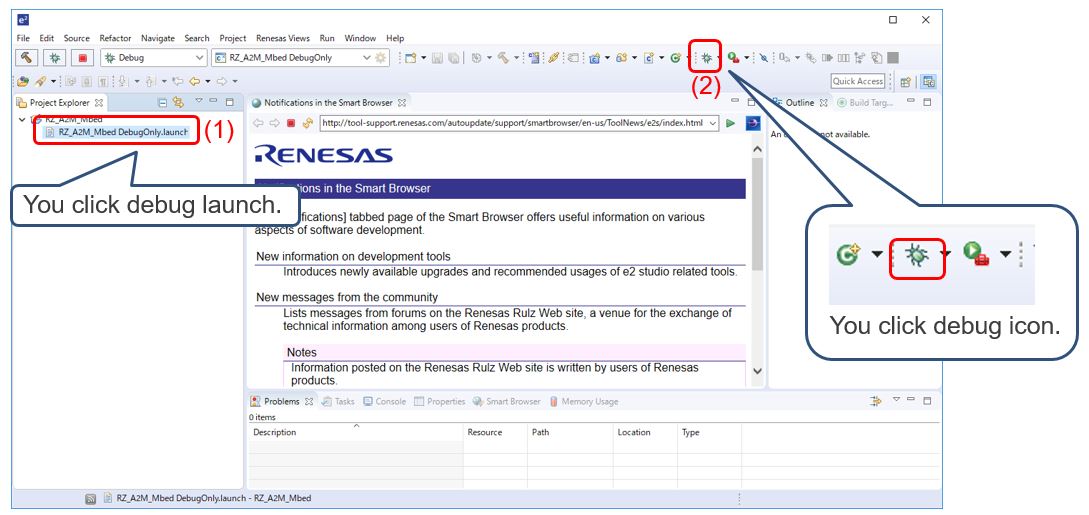 e²
File Edit Source Refactor Navigate Search Project Renesas Views Run Window Help
Debug RZ_A2M_Mbed DebugOnly
(2)
Quick Access
Project Explorer
Notifications in the Smart Browser
Outline
Build Targ...
RZ_A2M_Mbed
RZ_A2M_Mbed DebugOnly.launch
(1)
http://tool-support.renesas.com/autoupdate/support/smartbrowser/en-us/ToolNews/e2s/index.html
An not available.
RENESAS
ions in the Smart Browser
You click debug launch.
fications] tabbed page of the Smart Browser offers useful information on various
aspects of software development.
New information on development tools
Introduces newly available upgrades and recommended usages of e2 studio related tools.
New messages from the community
Lists messages from forums on the Renesas Rulz Web site, a venue for the exchange of
technical information among users of Renesas products.
Notes
Information posted on the Renesas Rulz Web site is written by users of Renesas
products.
You click debug icon.
Problems Tasks Console Properties Smart Browser Memory Usage
0 items
Description Resource Path Location Type
RZ_A2M_Mbed DebugOnly.launch - RZ_A2M_Mbed